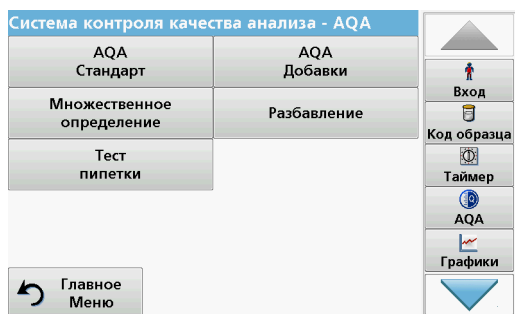 Система контроля качества анализа - AQA
AQA
Стандарт
AQA
Добавки
Множественное
определение
Разбавление
Тест
пипетки
Главное
Меню
Вход
Код образца
Таймер
AQA
Графики